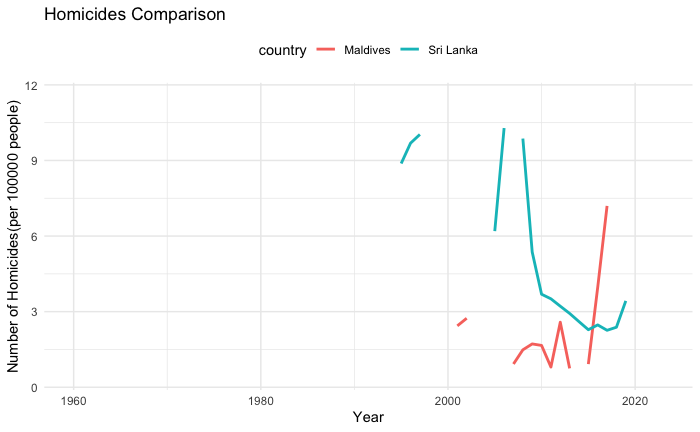 Homicides Comparison
country Maldives Sri Lanka
Number of Homicides(per 100000 people)
12
9
6
3
0
1960 1980 2000 2020
Year